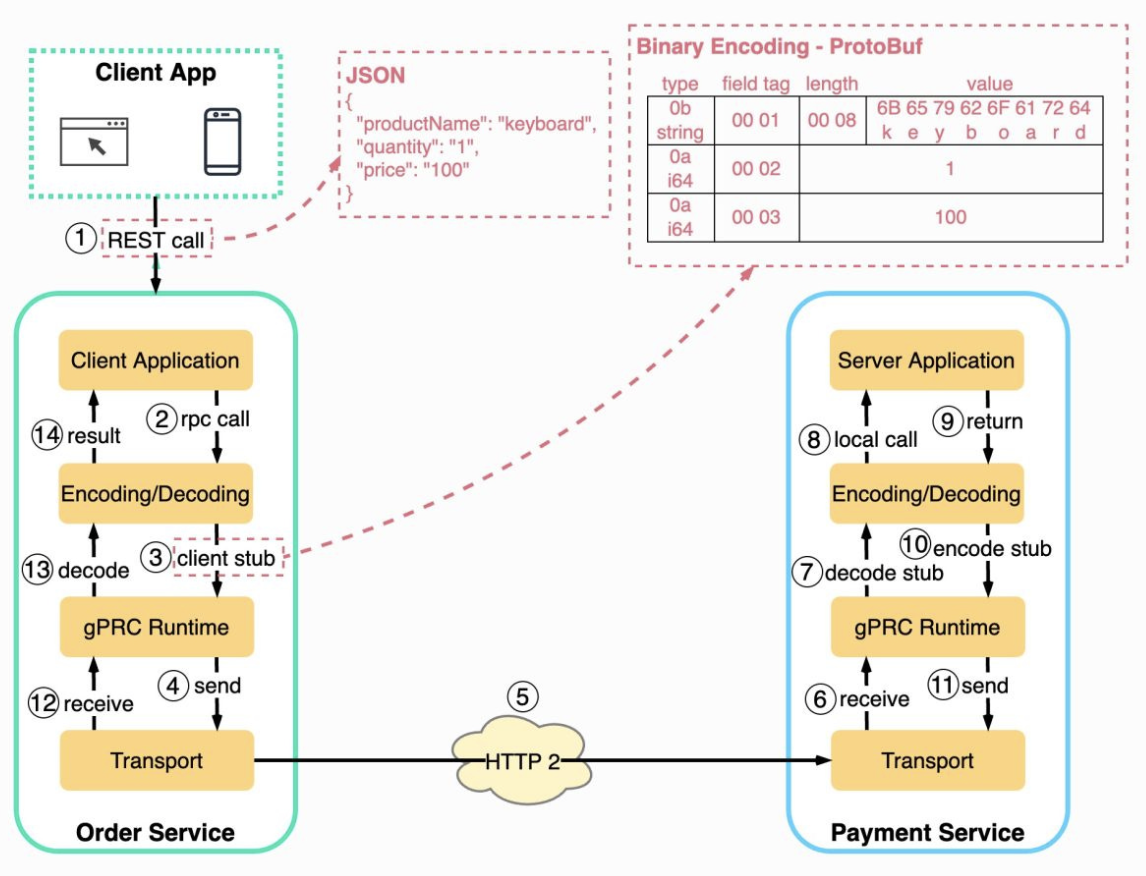 Client App
JSON
{
"productName": "keyboard",
"quantity": "1",
"price": "100"
}
Binary Encoding - ProtoBuf
type field tag length value
0b string 00 01 00 08 6B 65 79 62 6F 61 72 64
k e y b o a r d
0a i64 00 02 1
0a i64 00 03 100
1 REST call
Client Application
2 rpc call
14 result
Encoding/Decoding
3 client stub
13 decode
gPRC Runtime
4 send
12 receive
Transport
Order Service
5
HTTP 2
Server Application
8 local call
9 return
Encoding/Decoding
10 encode stub
7 decode stub
gPRC Runtime
6 receive
11 send
Transport
Payment Service